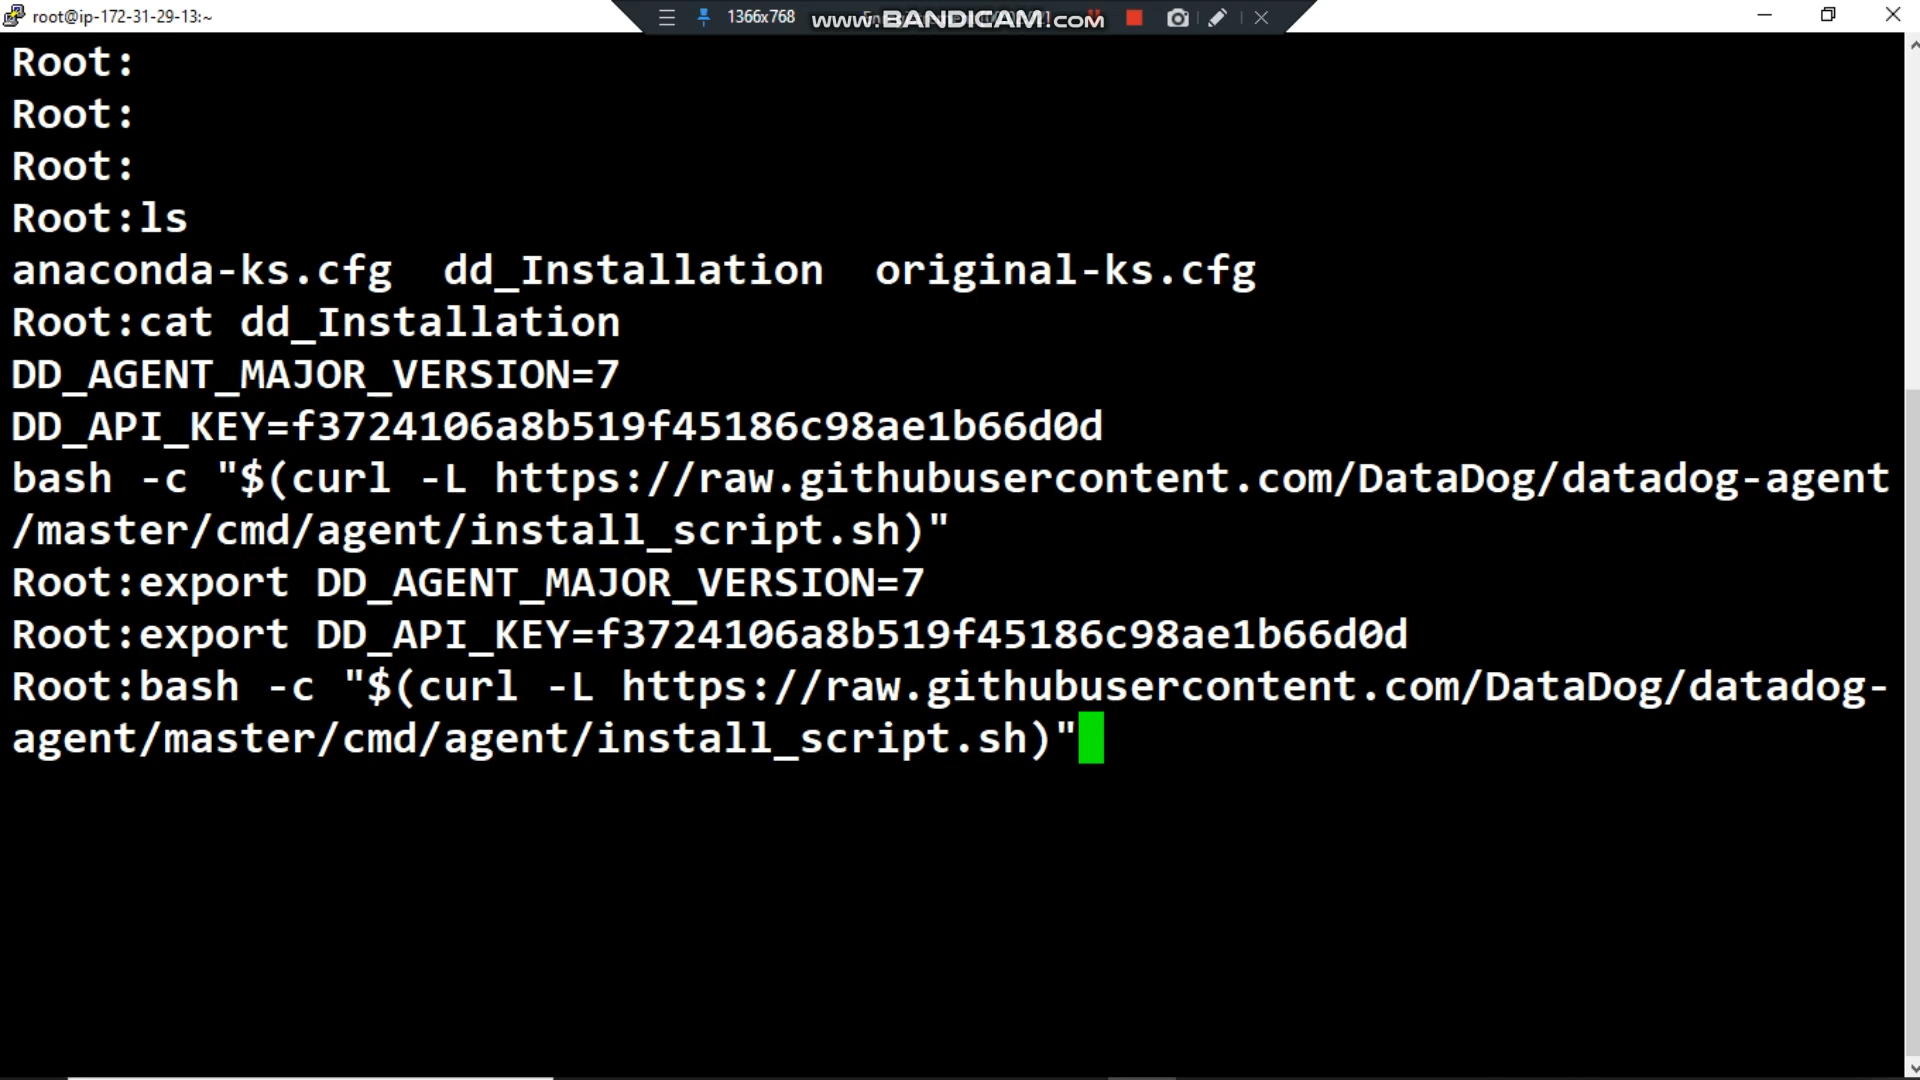 root@ip-172-31-29-13:~
1366x768
www.BANDICAM.com
Root:
Root:
Root:
Root:ls
anaconda-ks.cfg  dd_Installation  original-ks.cfg
Root:cat dd_Installation
DD_AGENT_MAJOR_VERSION=7
DD_API_KEY=f3724106a8b519f45186c98ae1b66d0d
bash -c "$(curl -L https://raw.githubusercontent.com/DataDog/datadog-agent
/master/cmd/agent/install_script.sh)"
Root:export DD_AGENT_MAJOR_VERSION=7
Root:export DD_API_KEY=f3724106a8b519f45186c98ae1b66d0d
Root:bash -c "$(curl -L https://raw.githubusercontent.com/DataDog/datadog-
agent/master/cmd/agent/install_script.sh)"